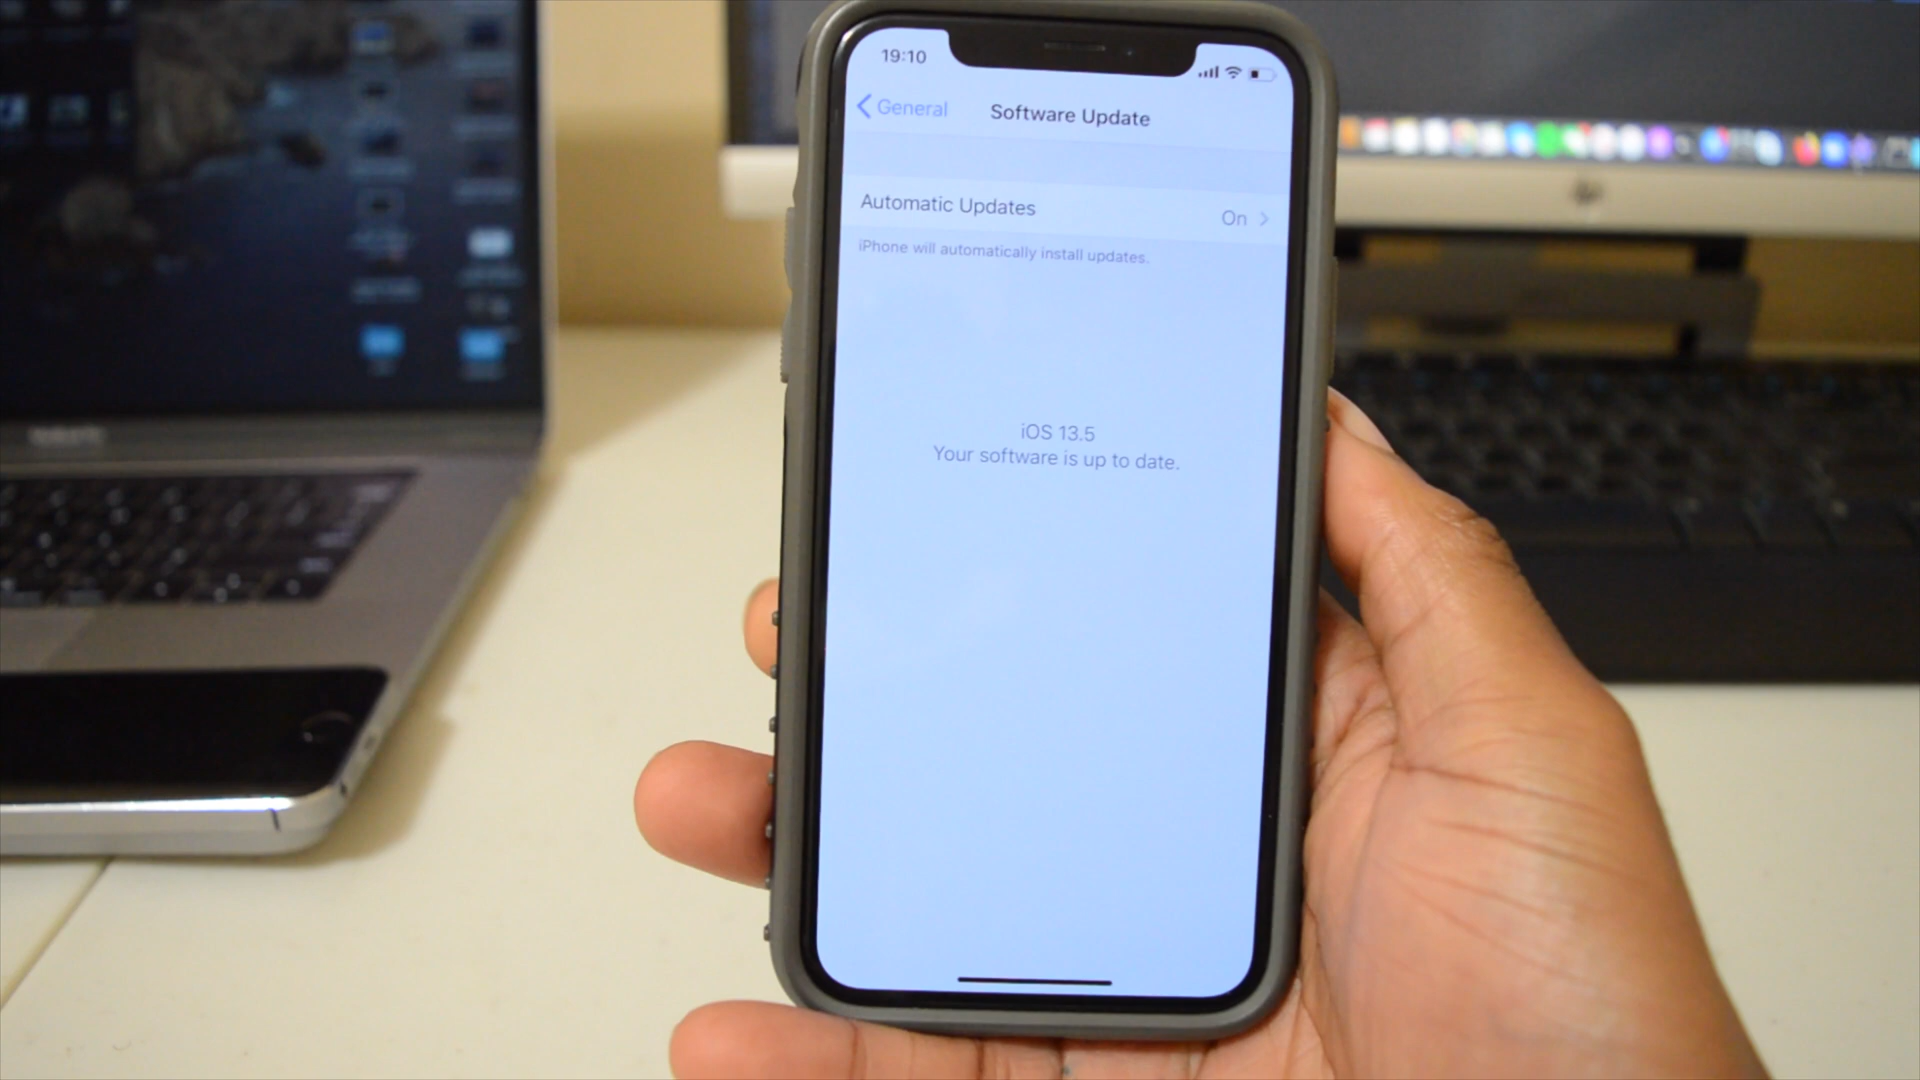 19:10
General
Software Update
Automatic Updates
On
iPhone will automatically install updates.
iOS 13.5
Your software is up to date.